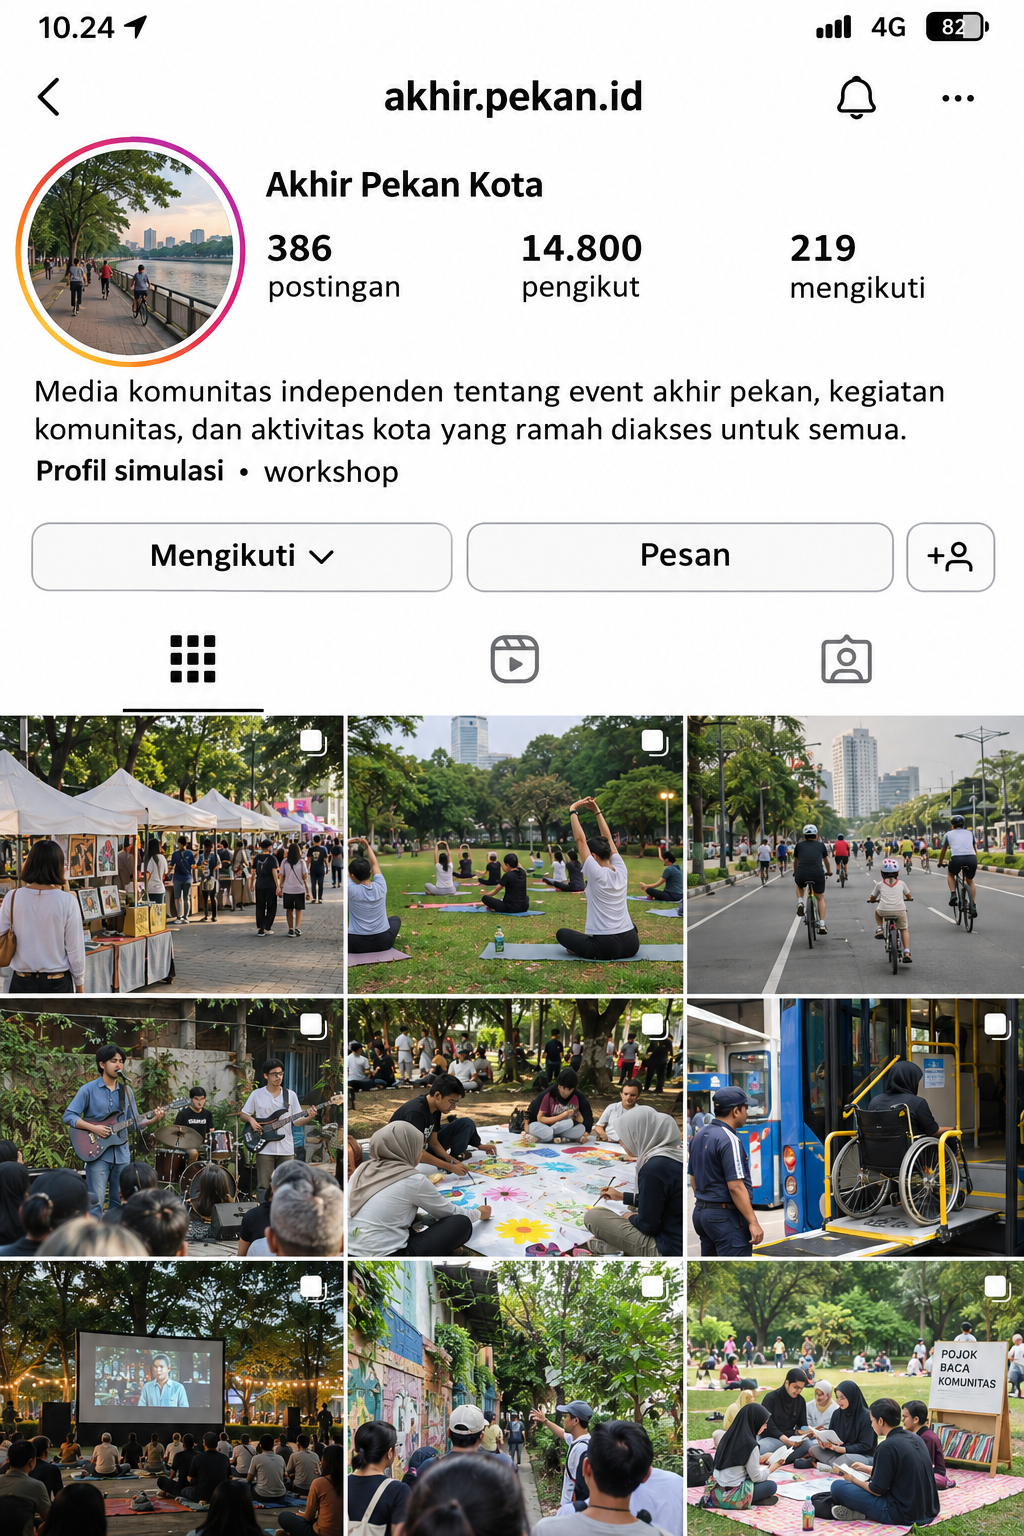 10.24
4G
82
akhir.pekan.id
Akhir Pekan Kota
386
14.800
219
postingan
pengikut
mengikuti
Media komunitas independen tentang event akhir pekan, kegiatan
komunitas, dan aktivitas kota yang ramah diakses untuk semua.
Profil simulasi • workshop
Mengikuti
Pesan
POJOK
BACA
KOMUNITAS